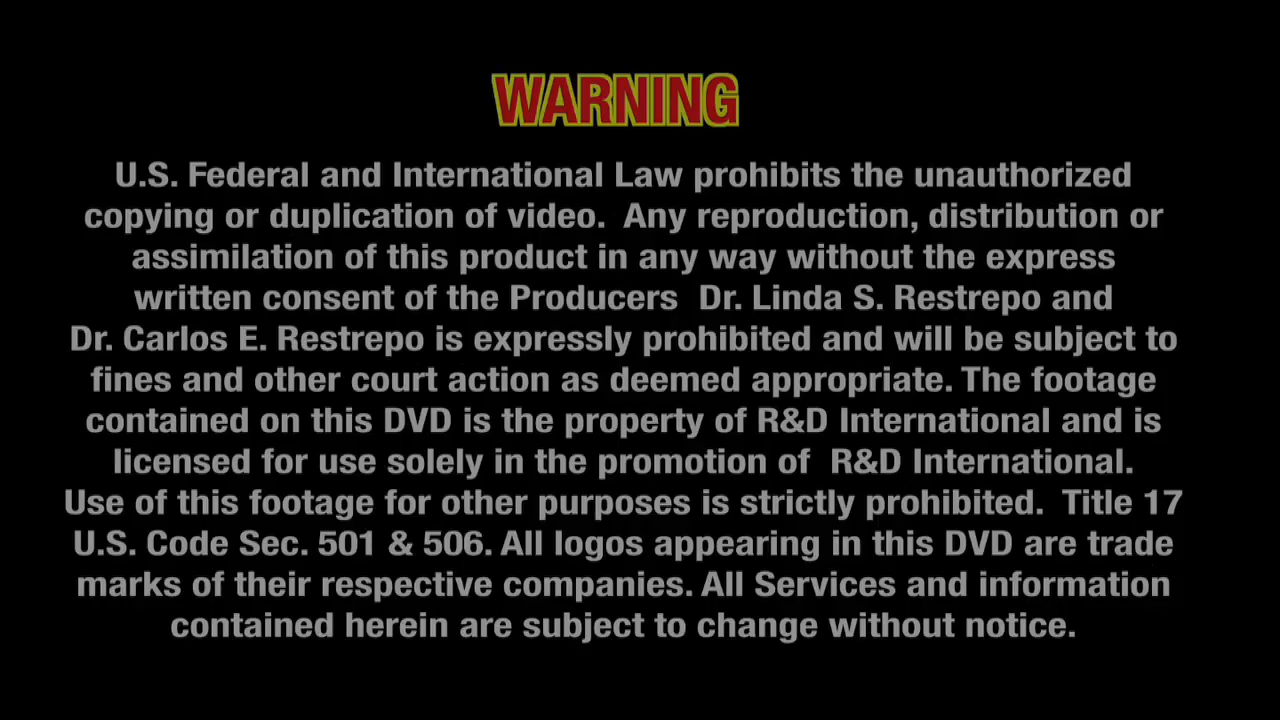 WARNING
U.S. Federal and International Law prohibits the unauthorized
copying or duplication of video.  Any reproduction, distribution or
assimilation of this product in any way without the express
written consent of the Producers  Dr. Linda S. Restrepo and
Dr. Carlos E. Restrepo is expressly prohibited and will be subject to
fines and other court action as deemed appropriate. The footage
contained on this DVD is the property of R&D International and is
licensed for use solely in the promotion of  R&D International.
Use of this footage for other purposes is strictly prohibited.  Title 17
U.S. Code Sec. 501 & 506. All logos appearing in this DVD are trade
marks of their respective companies. All Services and information
contained herein are subject to change without notice.